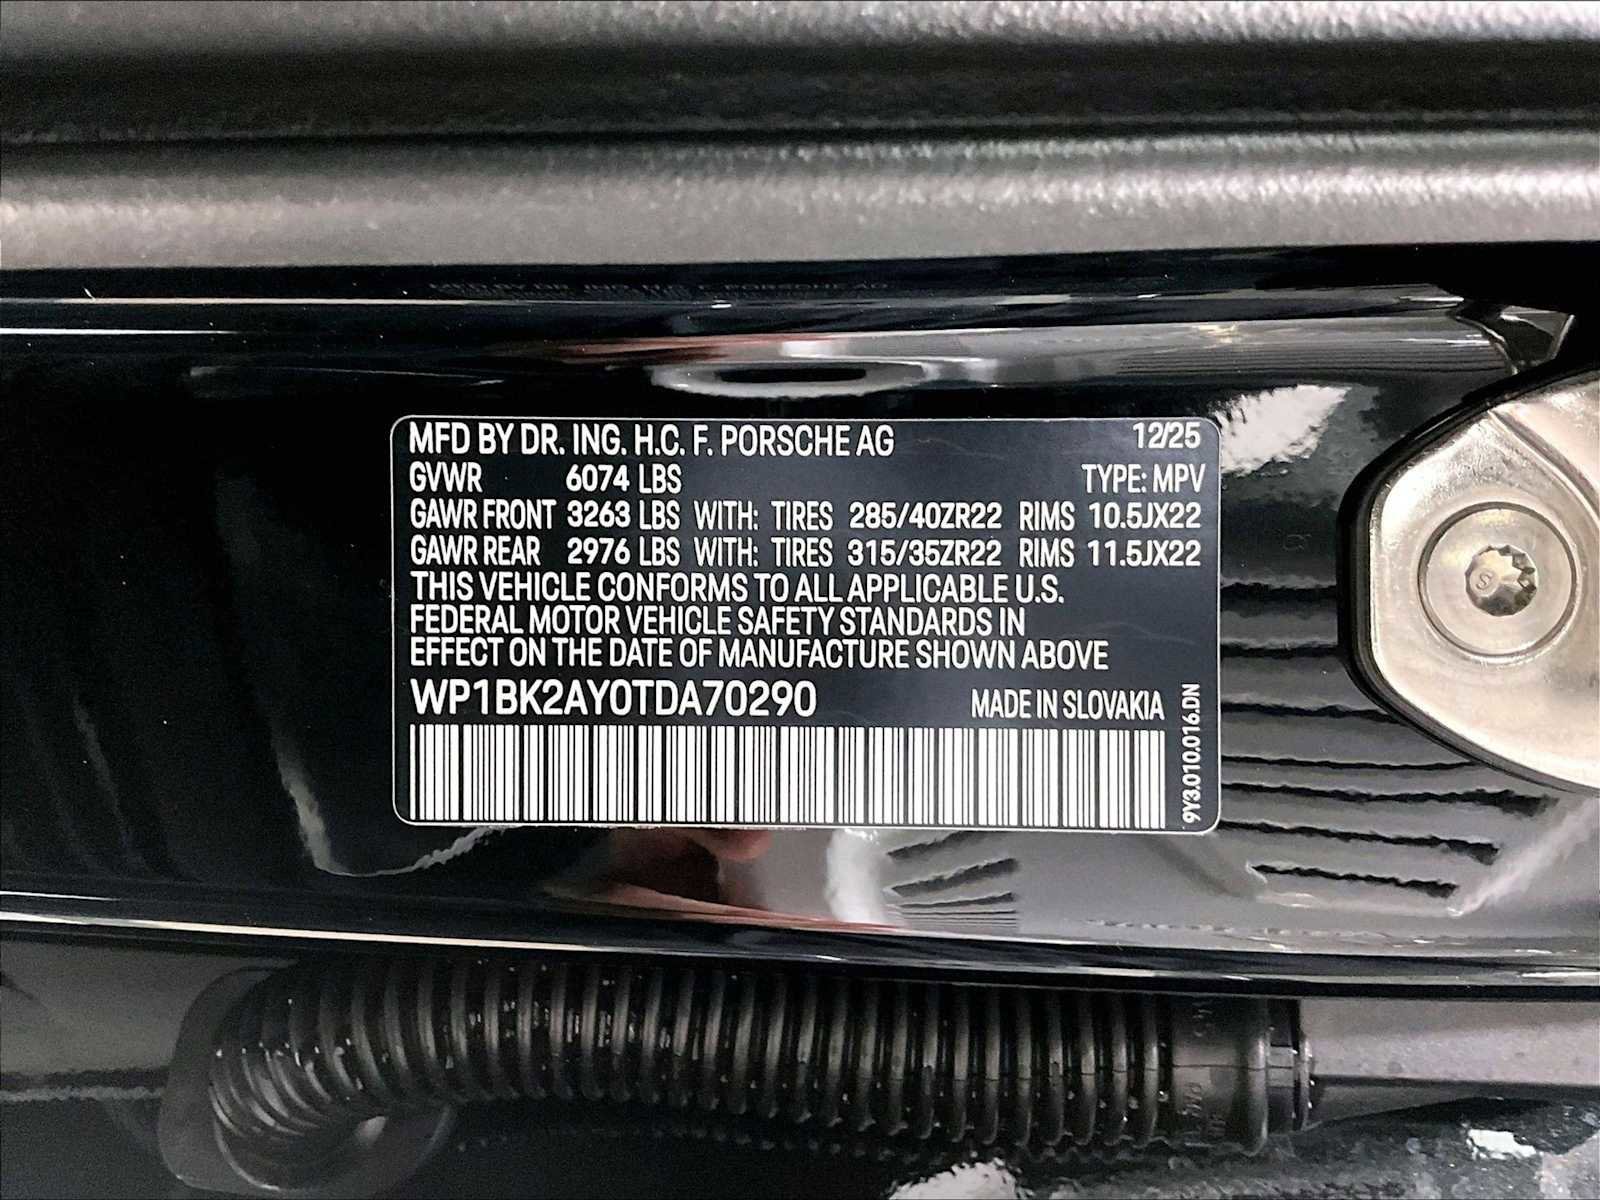 MFD BY DR. ING. H.C. F. PORSCHE AG 12/25
GVWR 6074 LBS TYPE: MPV
GAWR FRONT 3263 LBS WITH: TIRES 285/40ZR22 RIMS 10.5JX22
GAWR REAR 2976 LBS WITH: TIRES 315/35ZR22 RIMS 11.5JX22
THIS VEHICLE CONFORMS TO ALL APPLICABLE U.S.
FEDERAL MOTOR VEHICLE SAFETY STANDARDS IN
EFFECT ON THE DATE OF MANUFACTURE SHOWN ABOVE
WP1BK2AY0TDA70290 MADE IN SLOVAKIA
9Y3.010.016.DN